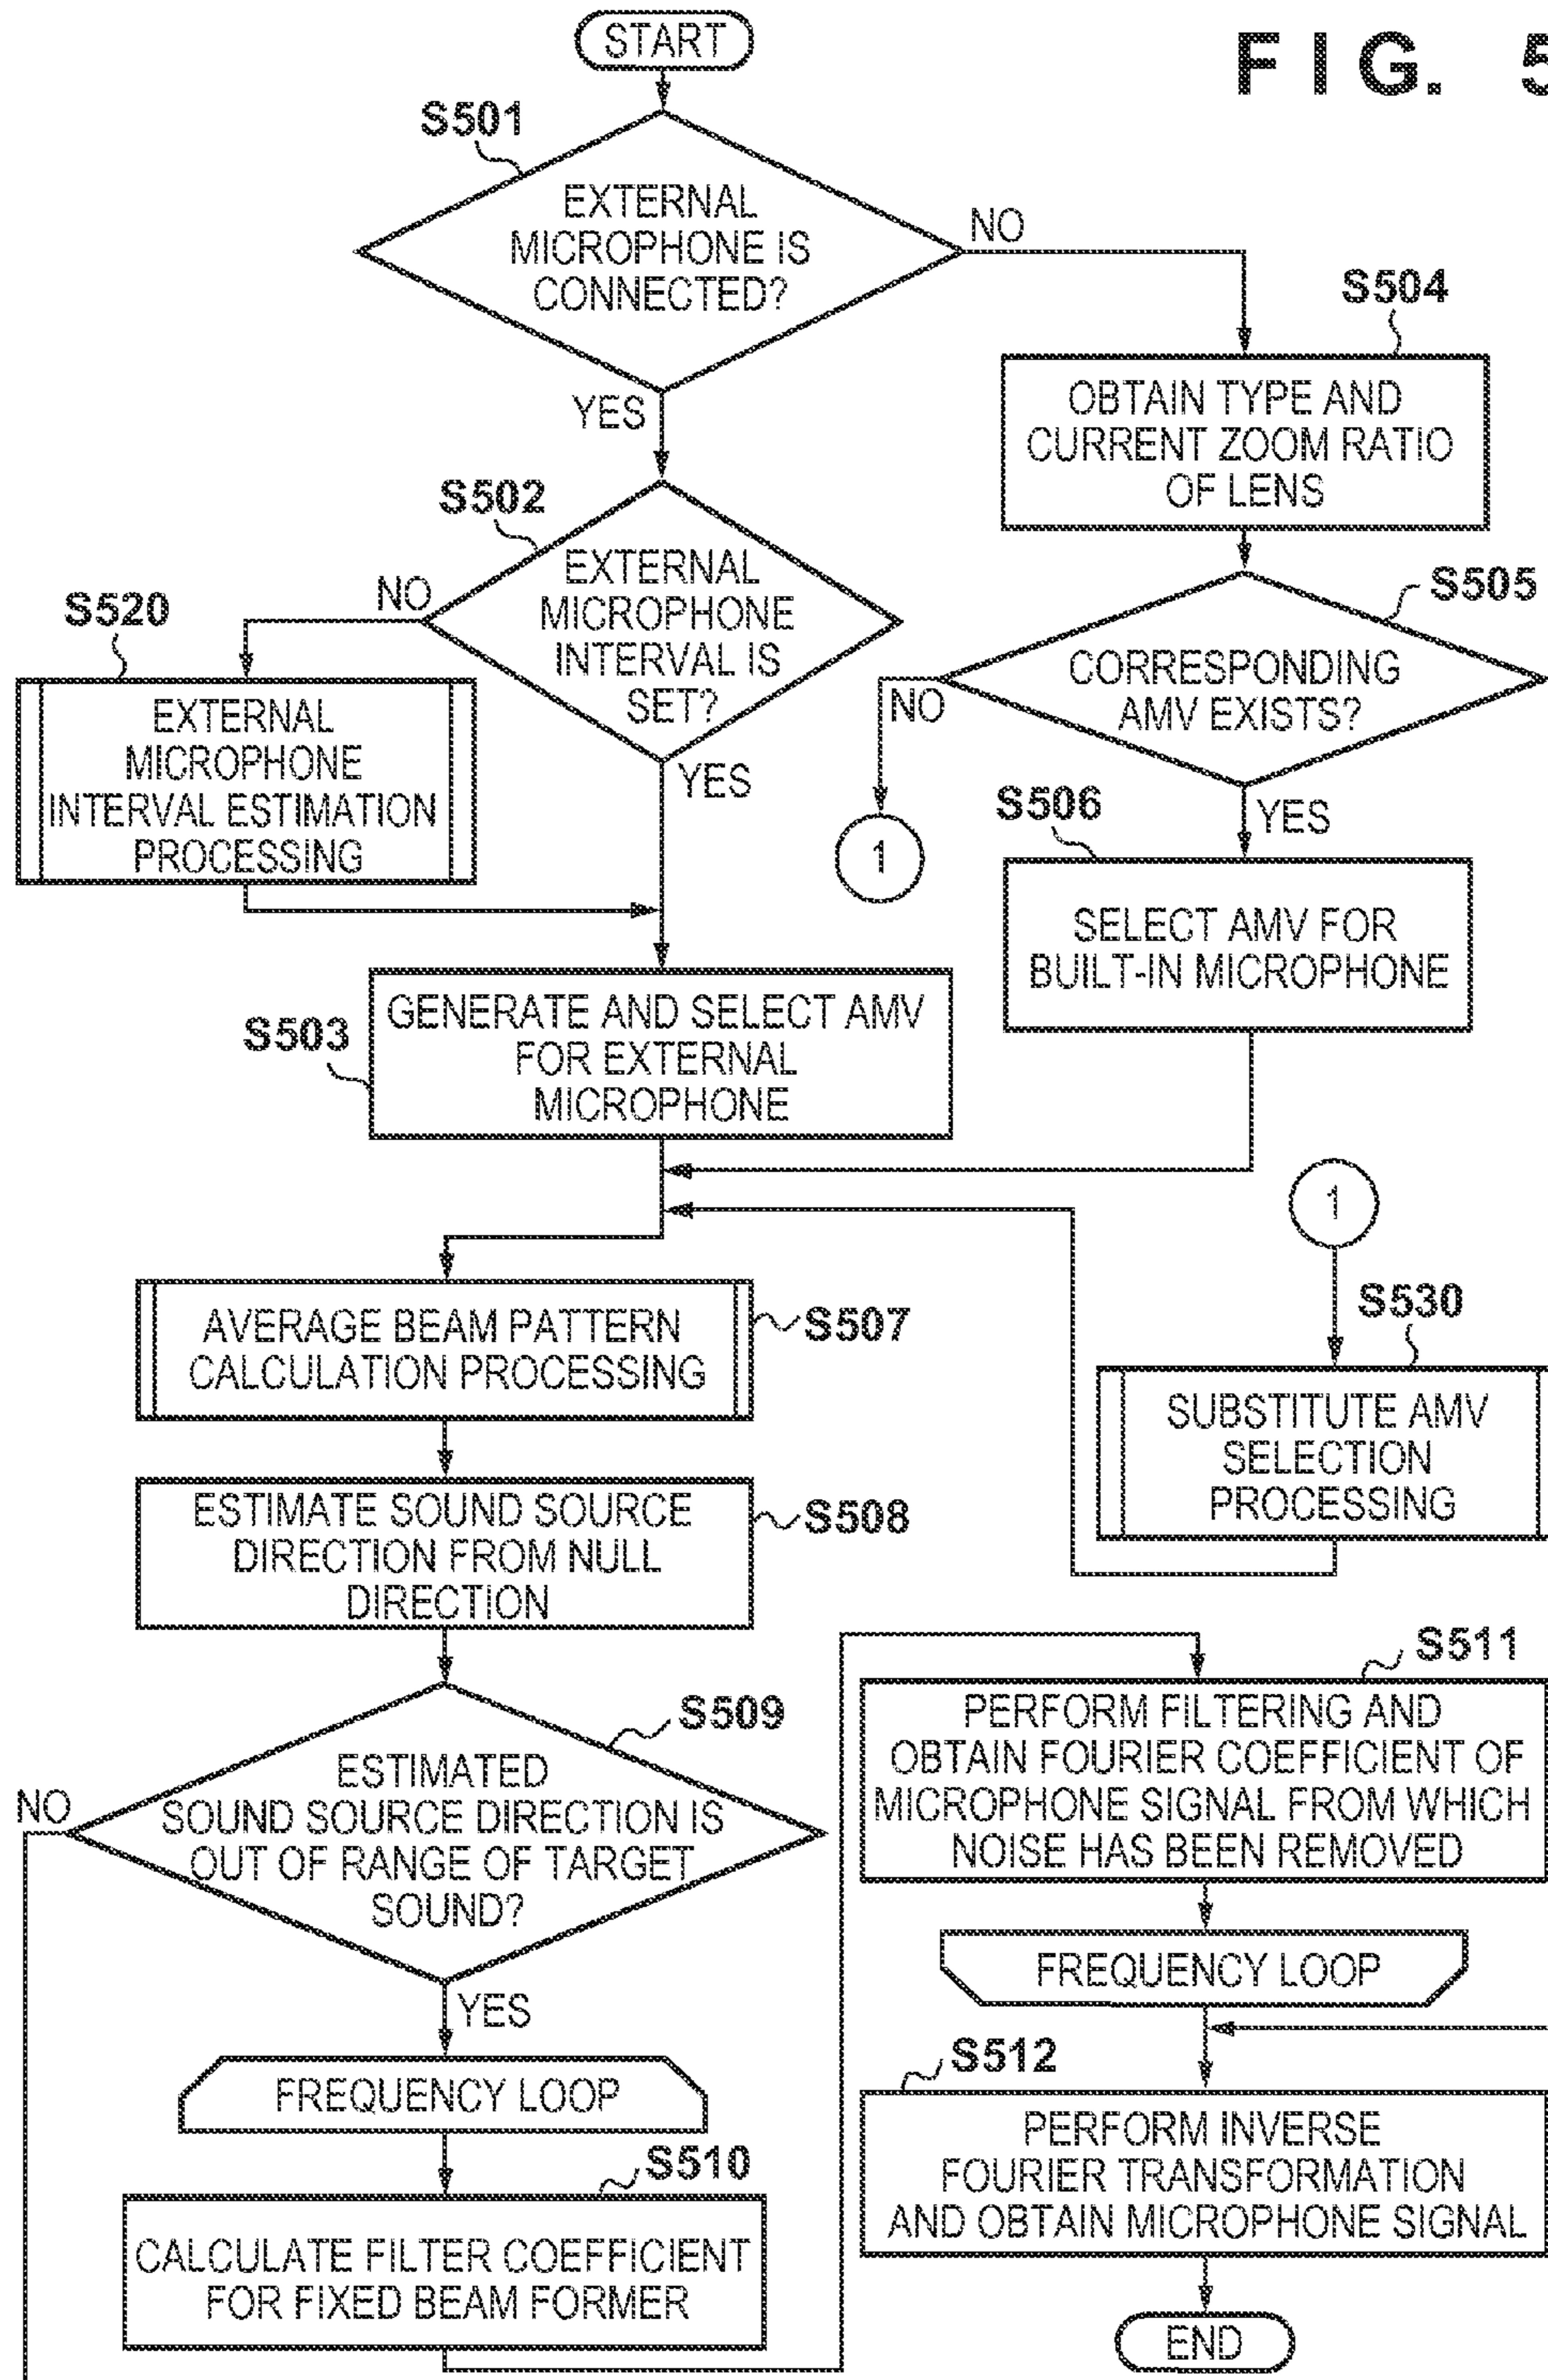 START
FIG. 5
S501
EXTERNAL
MICROPHONE IS
CONNECTED?
NO
YES
S504
OBTAIN TYPE AND
CURRENT ZOOM RATIO
OF LENS
S502
EXTERNAL
MICROPHONE
INTERVAL IS
SET?
NO
YES
S520
EXTERNAL
MICROPHONE
INTERVAL ESTIMATION
PROCESSING
S505
CORRESPONDING
AMV EXISTS?
NO
YES
1
S506
SELECT AMV FOR
BUILT-IN MICROPHONE
S503
GENERATE AND SELECT AMV
FOR EXTERNAL
MICROPHONE
1
S507
AVERAGE BEAM PATTERN
CALCULATION PROCESSING
S530
SUBSTITUTE AMV
SELECTION
PROCESSING
S508
ESTIMATE SOUND SOURCE
DIRECTION FROM NULL
DIRECTION
S509
ESTIMATED
SOUND SOURCE DIRECTION IS
OUT OF RANGE OF TARGET
SOUND?
NO
YES
FREQUENCY LOOP
S510
CALCULATE FILTER COEFFICIENT
FOR FIXED BEAM FORMER
S511
PERFORM FILTERING AND
OBTAIN FOURIER COEFFICIENT OF
MICROPHONE SIGNAL FROM WHICH
NOISE HAS BEEN REMOVED
FREQUENCY LOOP
S512
PERFORM INVERSE
FOURIER TRANSFORMATION
AND OBTAIN MICROPHONE SIGNAL
END